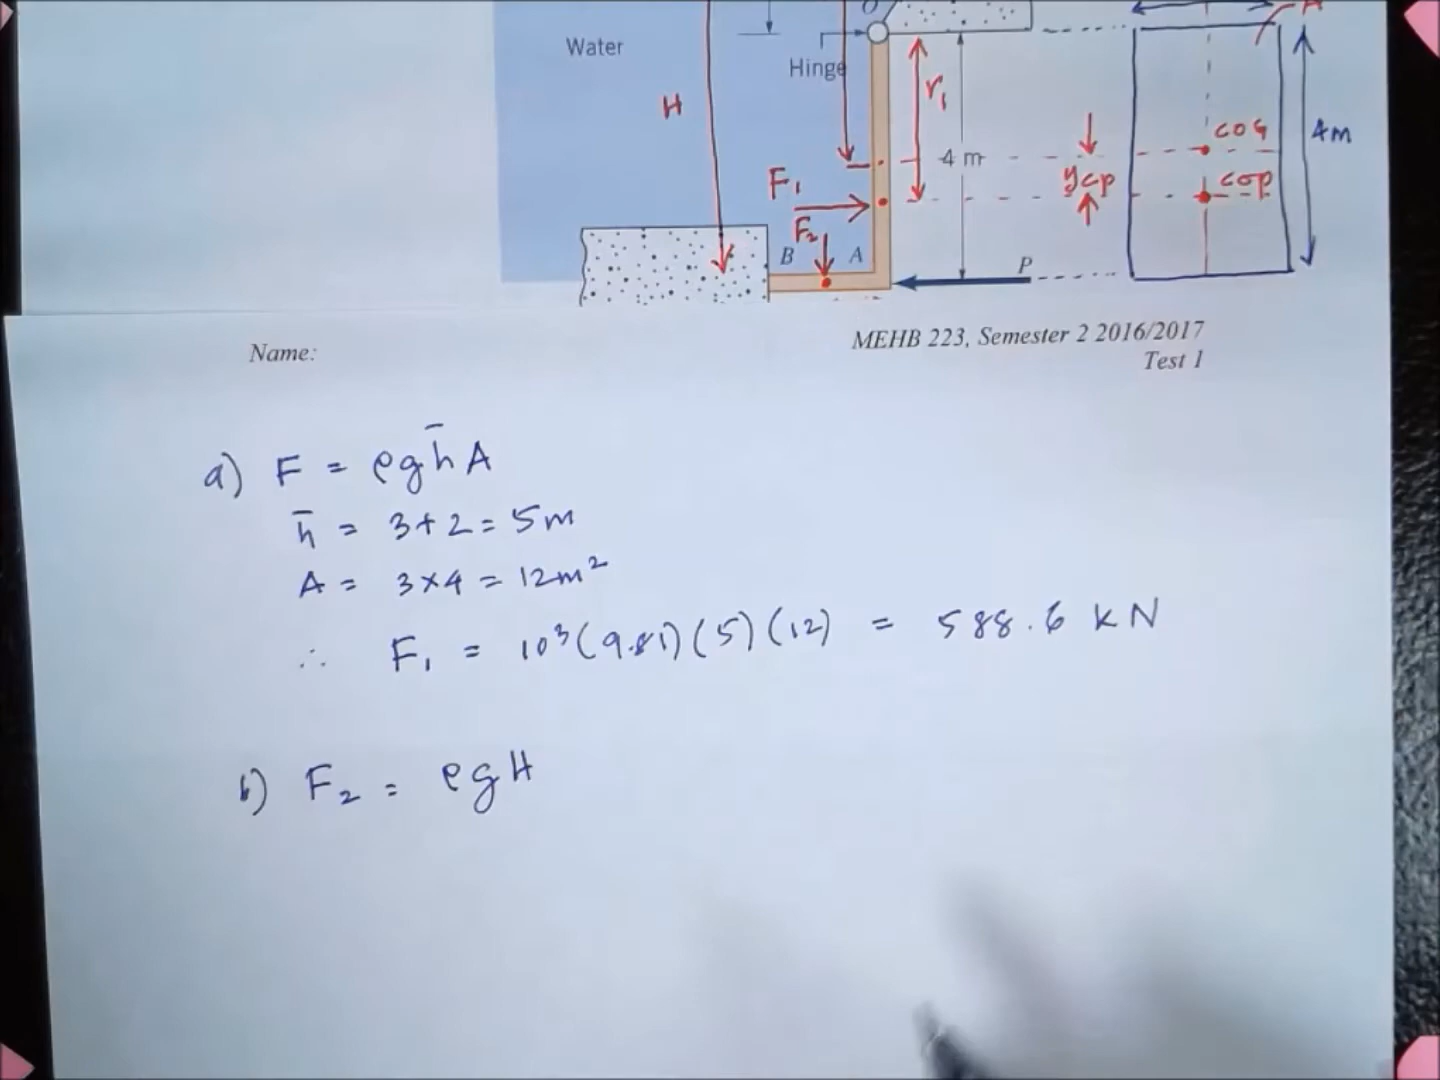 O
A
Water
Hinge
H
r₁
COG
4m
4 m
ycp
COP
F₁
F₂
B
A
P
Name:
MEHB 223, Semester 2 2016/2017
Test 1
a) F = ρgh̄A
h̄ = 3+2 = 5m
A = 3×4 = 12m²
∴ F₁ = 10³(9.81)(5)(12) = 588.6 kN
b) F₂ = ρgH